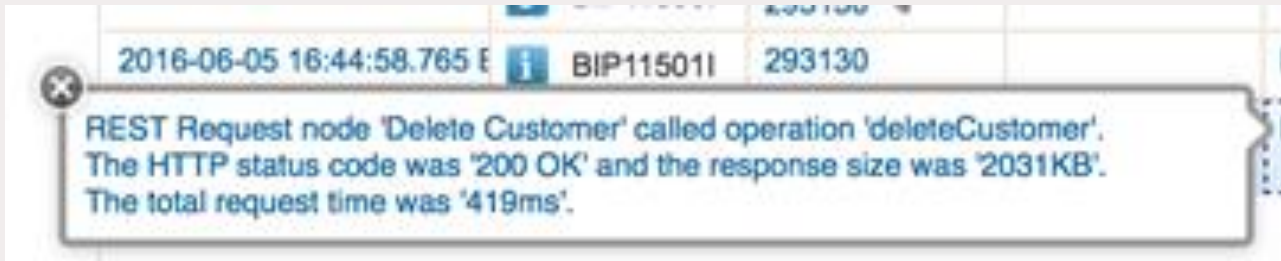 2016-06-05 16:44:58.765 E BIP11501I 293130
REST Request node 'Delete Customer' called operation 'deleteCustomer'.
The HTTP status code was '200 OK' and the response size was '2031KB'.
The total request time was '419ms'.